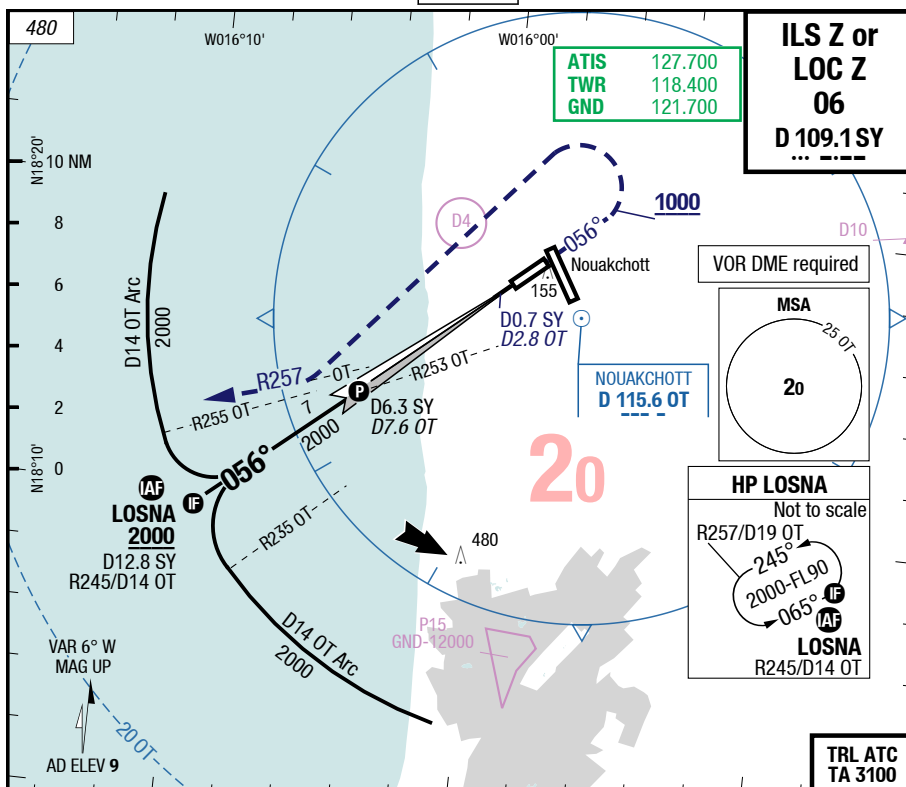 480
W016°10'
W016°00'
ILS Z or
LOC Z
06
D 109.1 SY
ATIS 127.700
TWR 118.400
GND 121.700
N18°20'
10 NM
8
6
4
2
0
N18°10'
D4
1000
056°
D10
Nouakchott
155
VOR DME required
MSA
25 OT
20
D0.7 SY
D2.8 OT
NOUAKCHOTT
D 115.6 OT
D14 OT Arc
2000
R257
OT
R253 OT
R255 OT
7
P
D6.3 SY
D7.6 OT
2000
056°
IAF
IF
LOSNA
2000
D12.8 SY
R245/D14 OT
R235 OT
20
480
HP LOSNA
Not to scale
R257/D19 OT
245°
2000-FL90
065°
IF
IAF
LOSNA
R245/D14 OT
D14 OT Arc
2000
P15
GND-12000
VAR 6° W
MAG UP
20 OT
AD ELEV 9
TRL ATC
TA 3100